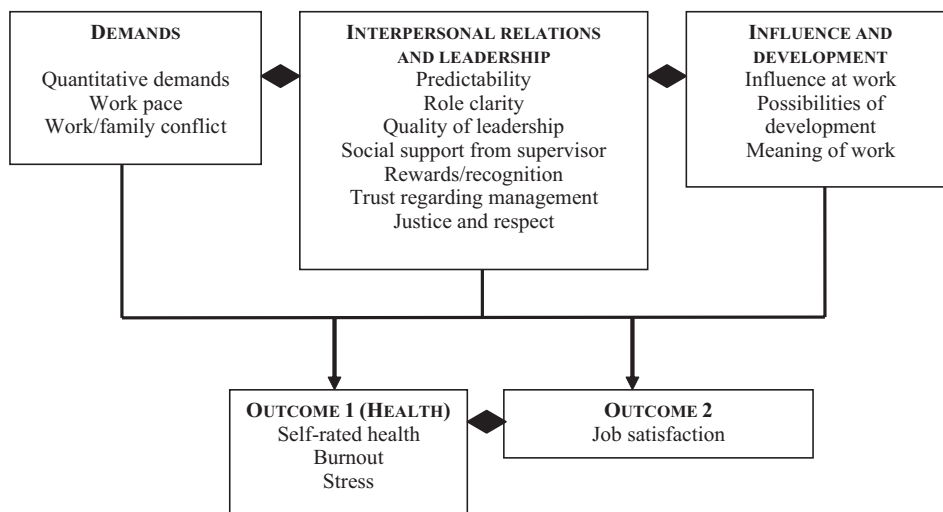 DEMANDS
Quantitative demands
Work pace
Work/family conflict
INTERPERSONAL RELATIONS
AND LEADERSHIP
Predictability
Role clarity
Quality of leadership
Social support from supervisor
Rewards/recognition
Trust regarding management
Justice and respect
INFLUENCE AND
DEVELOPMENT
Influence at work
Possibilities of
development
Meaning of work
OUTCOME 1 (HEALTH)
Self-rated health
Burnout
Stress
OUTCOME 2
Job satisfaction